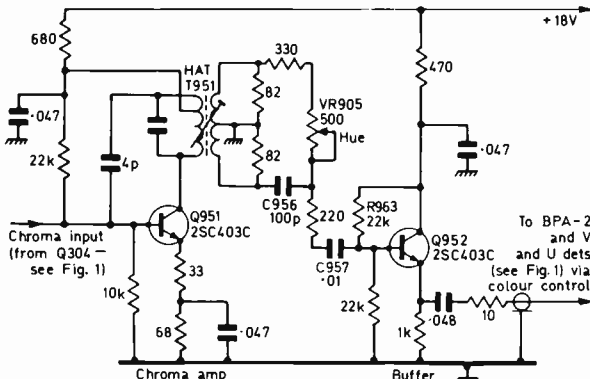 +18V
680
HAT
T951
330
470
82
VR905
500
Hue
·047
·047
22k
4p
82
C956
100p
220
R963
22k
Q951
2SC403C
Q952
2SC403C
Chroma input
(from Q304 –
see Fig. 1)
To BPA-2
and V
and U dets
(see Fig. 1) via
colour control
C957
·01
33
10k
22k
·048
10
68
·047
1k
Chroma amp
Buffer